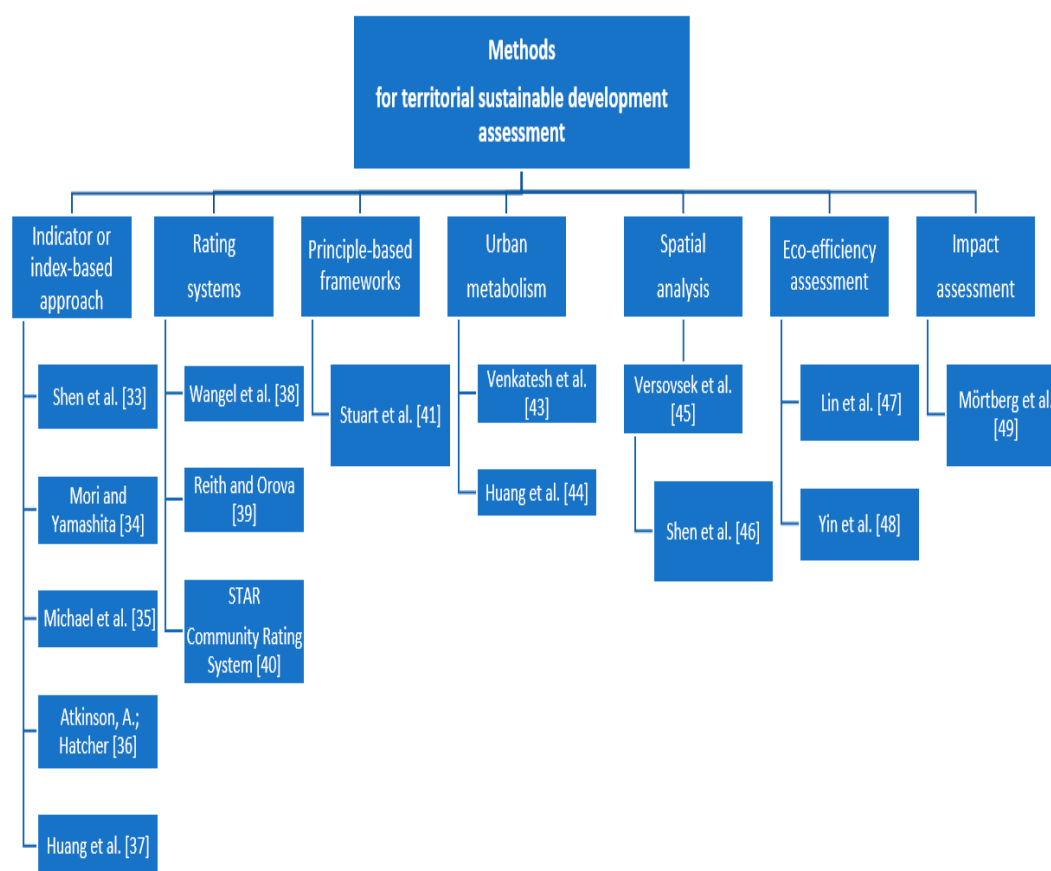 Methods
for territorial sustainable development
assessment
Indicator or
index-based
approach
Rating
systems
Principle-based
frameworks
Urban
metabolism
Spatial
analysis
Eco-efficiency
assessment
Impact
assessment
Shen et al. [33]
Mori and
Yamashita [34]
Michael et al. [35]
Atkinson, A.;
Hatcher [36]
Huang et al. [37]
Wangel et al. [38]
Reith and Orova
[39]
STAR
Community Rating
System [40]
Stuart et al. [41]
Venkatesh et al.
[43]
Huang et al. [44]
Versovsek et al.
[45]
Shen et al. [46]
Lin et al. [47]
Yin et al. [48]
Mörtberg et al.
[49]